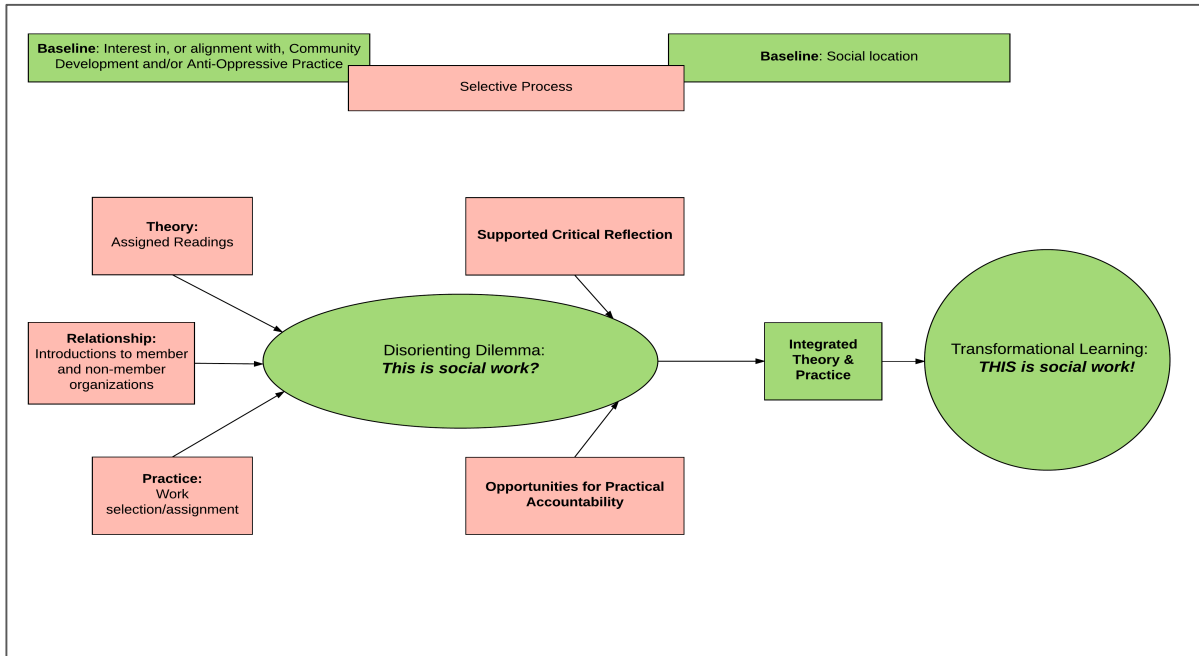 Baseline: Interest in, or alignment with, Community
Development and/or Anti-Oppressive Practice
Baseline: Social location
Selective Process
Theory:
Assigned Readings
Supported Critical Reflection
Relationship:
Introductions to member
and non-member
organizations
Disorienting Dilemma:
This is social work?
Integrated
Theory &
Practice
Transformational Learning:
THIS is social work!
Practice:
Work
selection/assignment
Opportunities for Practical
Accountability